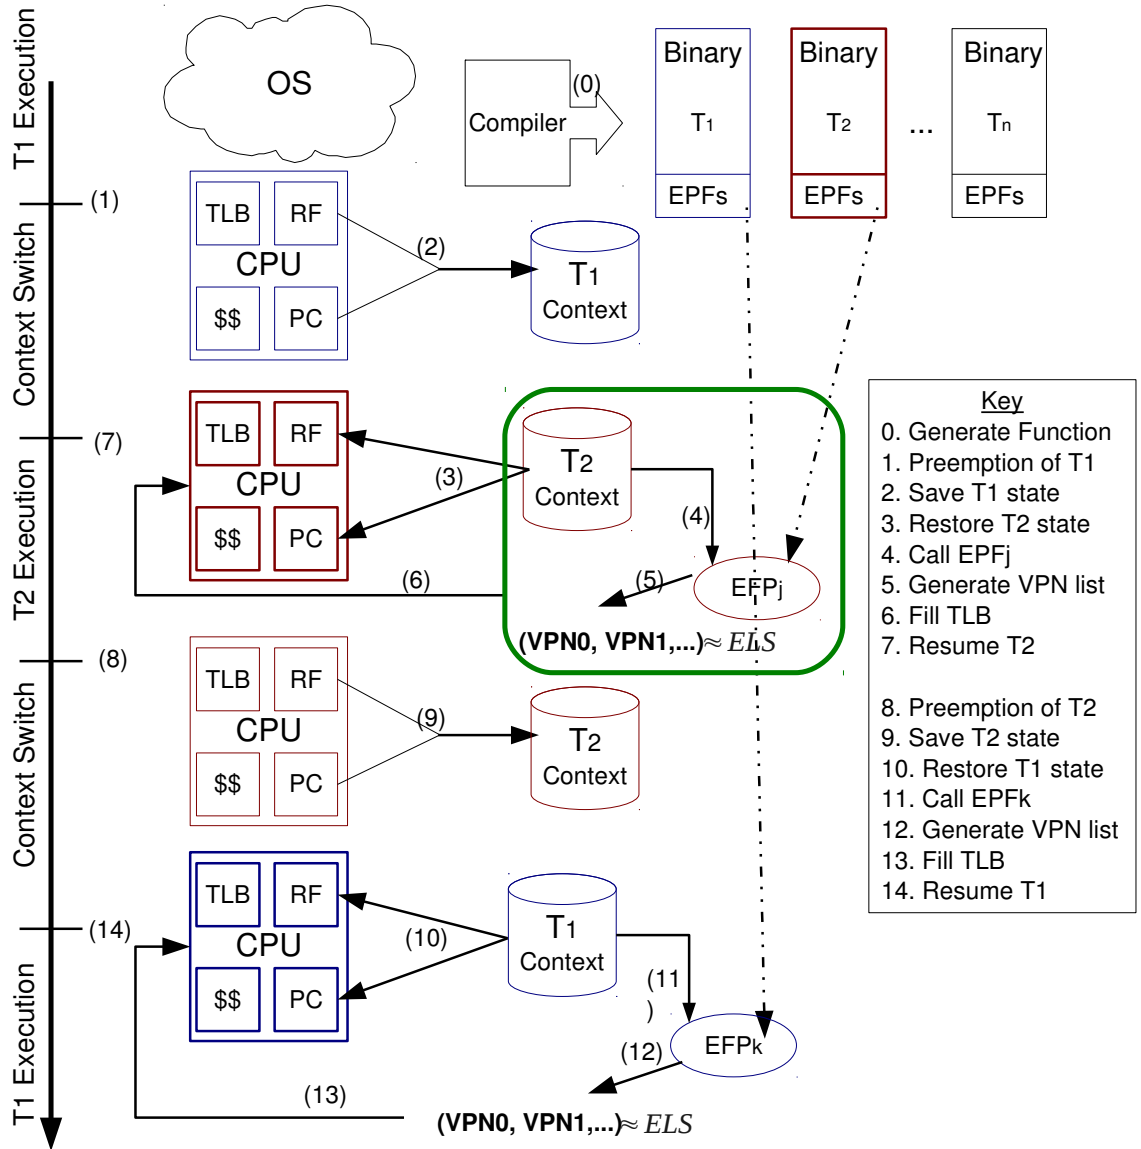 T1 Execution
Context Switch
T2 Execution
Context Switch
T1 Execution
OS
Compiler
(0)
Binary
T1
EPFs
Binary
T2
EPFs
...
Binary
Tn
EPFs
(1)
TLB
RF
CPU
$$
PC
(2)
T1
Context
(7)
TLB
RF
CPU
$$
PC
(3)
T2
Context
(4)
(5)
EFPj
(6)
(VPN0, VPN1,...)≈ ELS
(8)
TLB
RF
CPU
$$
PC
(9)
T2
Context
(14)
TLB
RF
CPU
$$
PC
(10)
T1
Context
(11
)
EFPk
(12)
(13)
(VPN0, VPN1,...)≈ ELS
Key
0. Generate Function
1. Preemption of T1
2. Save T1 state
3. Restore T2 state
4. Call EPFj
5. Generate VPN list
6. Fill TLB
7. Resume T2
8. Preemption of T2
9. Save T2 state
10. Restore T1 state
11. Call EPFk
12. Generate VPN list
13. Fill TLB
14. Resume T1